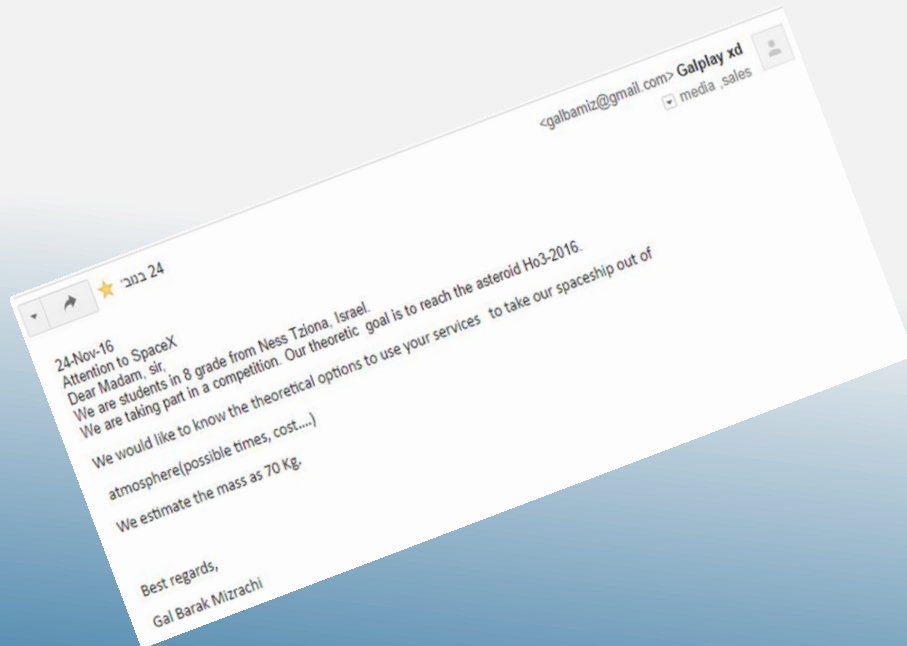 <galbamiz@gmail.com> Galplay xd
media ,sales
24 בנוב׳
24-Nov-16
Attention to SpaceX
Dear Madam, sir,
We are students in 8 grade from Ness Tziona, Israel.
We are taking part in a competition. Our theoretic goal is to reach the asteroid Ho3-2016.
We would like to know the theoretical options to use your services to take our spaceship out of
atmosphere(possible times, cost....)
We estimate the mass as 70 Kg.
Best regards,
Gal Barak Mizrachi